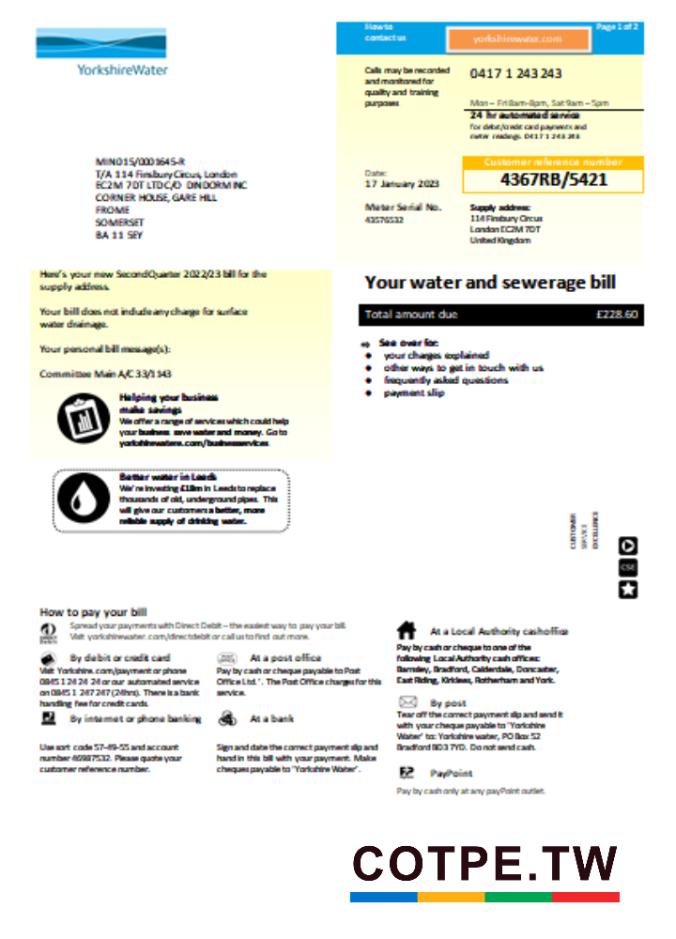 YorkshireWater
How to
contact us
yorkshirewater.com
Page 1 of 2
Calls may be recorded
and monitored for
quality and training
purposes
0417 1 243 243
Mon – Fri 8am-8pm, Sat 9am – 5pm
24 hr automated service
For debit/credit card payments and
meter readings. 0417 1 243 243
MIN015/0001645-R
T/A 114 Finsbury Circus, London
EC2M 7DT LTD C/O DINDORM INC
CORNER HOUSE, GARE HILL
FROME
SOMERSET
BA 11 5EY
Date:
17 January 2023
Meter Serial No.
43576532
Customer reference number
4367RB/5421
Supply address:
114 Finsbury Circus
London EC2M 7DT
United Kingdom
Here's your new Second Quarter 2022/23 bill for the
supply address.
Your bill does not include any charge for surface
water drainage.
Your personal bill message(s):
Committee Main A/C 33/1143
Helping your business
make savings
We offer a range of services which could help
your business save water and money. Go to
yorkshirewatere.com/businesservices
Better water in Leeds
We're investing £18m in Leeds to replace
thousands of old, underground pipes. This
will give our customers a better, more
reliable supply of drinking water.
Your water and sewerage bill
Total amount due £228.60
See over for:
your charges explained
other ways to get in touch with us
frequently asked questions
payment slip
CUSTOMER
SERVICE
EXCELLENCE
CSE
How to pay your bill
Spread your payments with Direct Debit – the easiest way to pay your bill.
Visit yorkshirewater.com/directdebit or call us to find out more.
By debit or credit card
Visit Yorkshire.com/payment or phone
0845 1 24 24 24 or our automated service
on 0845 1 247 247 (24hrs). There is a bank
handling fee for credit cards.
At a post office
Pay by cash or cheque payable to Post
Office Ltd.'. The Post Office charges for this
service.
By internet or phone banking
Use sort code 57-49-55 and account
number 46987532. Please quote your
customer reference number.
At a bank
Sign and date the correct payment slip and
hand in this bill with your payment. Make
cheques payable to 'Yorkshire Water'.
At a Local Authority cash office
Pay by cash or cheque to one of the
following Local Authority cash offices:
Barnsley, Bradford, Calderdale, Doncaster,
East Riding, Kirklees, Rotherham and York.
By post
Tear off the correct payment slip and send it
with your cheque, payable to 'Yorkshire
Water' to: Yorkshire water, PO Box 52
Bradford BD3 7YD. Do not send cash.
PayPoint
Pay by cash only at any payPoint outlet.
COTPE.TW